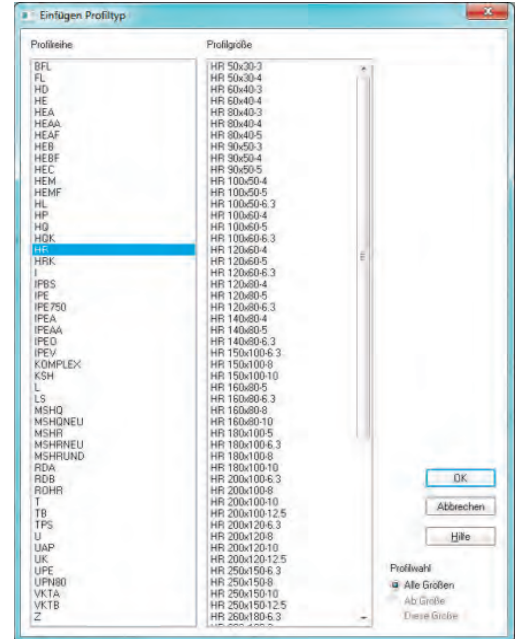 Einfügen Profiltyp
Profilreihe
BFL
FL
HD
HE
HEA
HEAA
HEAF
HEB
HEBF
HEC
HEM
HEMF
HL
HP
HQ
HQK
HR
HRK
I
IPBS
IPE
IPE750
IPEA
IPEAA
IPEO
IPEV
KOMPLEX
KSH
L
LS
MSHQ
MSHQNEU
MSHR
MSHRNEU
MSHRUND
RDA
RDB
ROHR
T
TB
TPS
U
UAP
UK
UPE
UPN80
VKTA
VKTB
Z
Profilgröße
HR 50x30-3
HR 50x30-4
HR 60x40-3
HR 60x40-4
HR 80x40-3
HR 80x40-4
HR 80x40-5
HR 90x50-3
HR 90x50-4
HR 90x50-5
HR 100x50-4
HR 100x50-5
HR 100x50-6.3
HR 100x60-4
HR 100x60-5
HR 100x60-6.3
HR 120x60-4
HR 120x60-5
HR 120x60-6.3
HR 120x80-4
HR 120x80-5
HR 120x80-6.3
HR 140x80-4
HR 140x80-5
HR 140x80-6.3
HR 150x100-6.3
HR 150x100-8
HR 150x100-10
HR 160x80-5
HR 160x80-6.3
HR 160x80-8
HR 160x80-10
HR 180x100-5
HR 180x100-6.3
HR 180x100-8
HR 180x100-10
HR 200x100-6.3
HR 200x100-8
HR 200x100-10
HR 200x100-12.5
HR 200x120-6.3
HR 200x120-8
HR 200x120-10
HR 200x120-12.5
HR 250x150-6.3
HR 250x150-8
HR 250x150-10
HR 250x150-12.5
HR 260x180-6.3
OK
Abbrechen
Hilfe
Profilwahl
Alle Größen
Ab Größe
Diese Größe